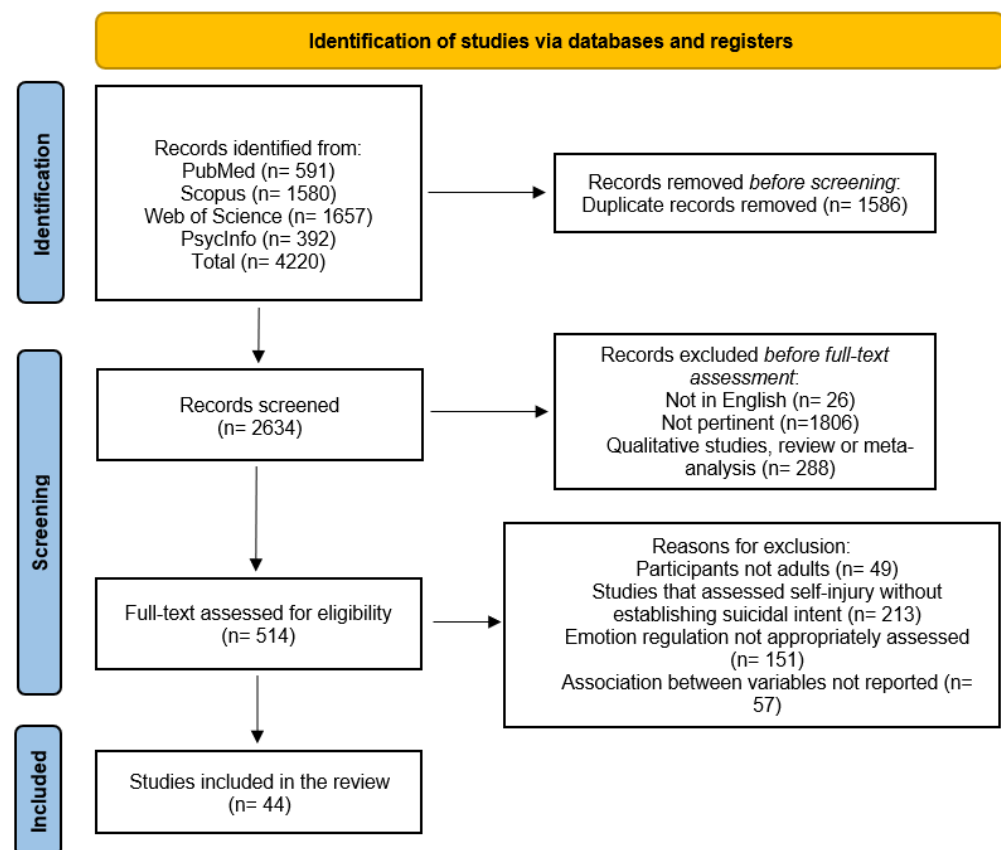 Identification of studies via databases and registers
Identification
Records identified from:
PubMed (n= 591)
Scopus (n= 1580)
Web of Science (n= 1657)
PsycInfo (n= 392)
Total (n= 4220)
Records removed before screening:
Duplicate records removed (n= 1586)
Screening
Records screened
(n= 2634)
Records excluded before full-text
assessment:
Not in English (n= 26)
Not pertinent (n=1806)
Qualitative studies, review or meta-
analysis (n= 288)
Full-text assessed for eligibility
(n= 514)
Reasons for exclusion:
Participants not adults (n= 49)
Studies that assessed self-injury without
establishing suicidal intent (n= 213)
Emotion regulation not appropriately assessed
(n= 151)
Association between variables not reported (n=
57)
Included
Studies included in the review
(n= 44)